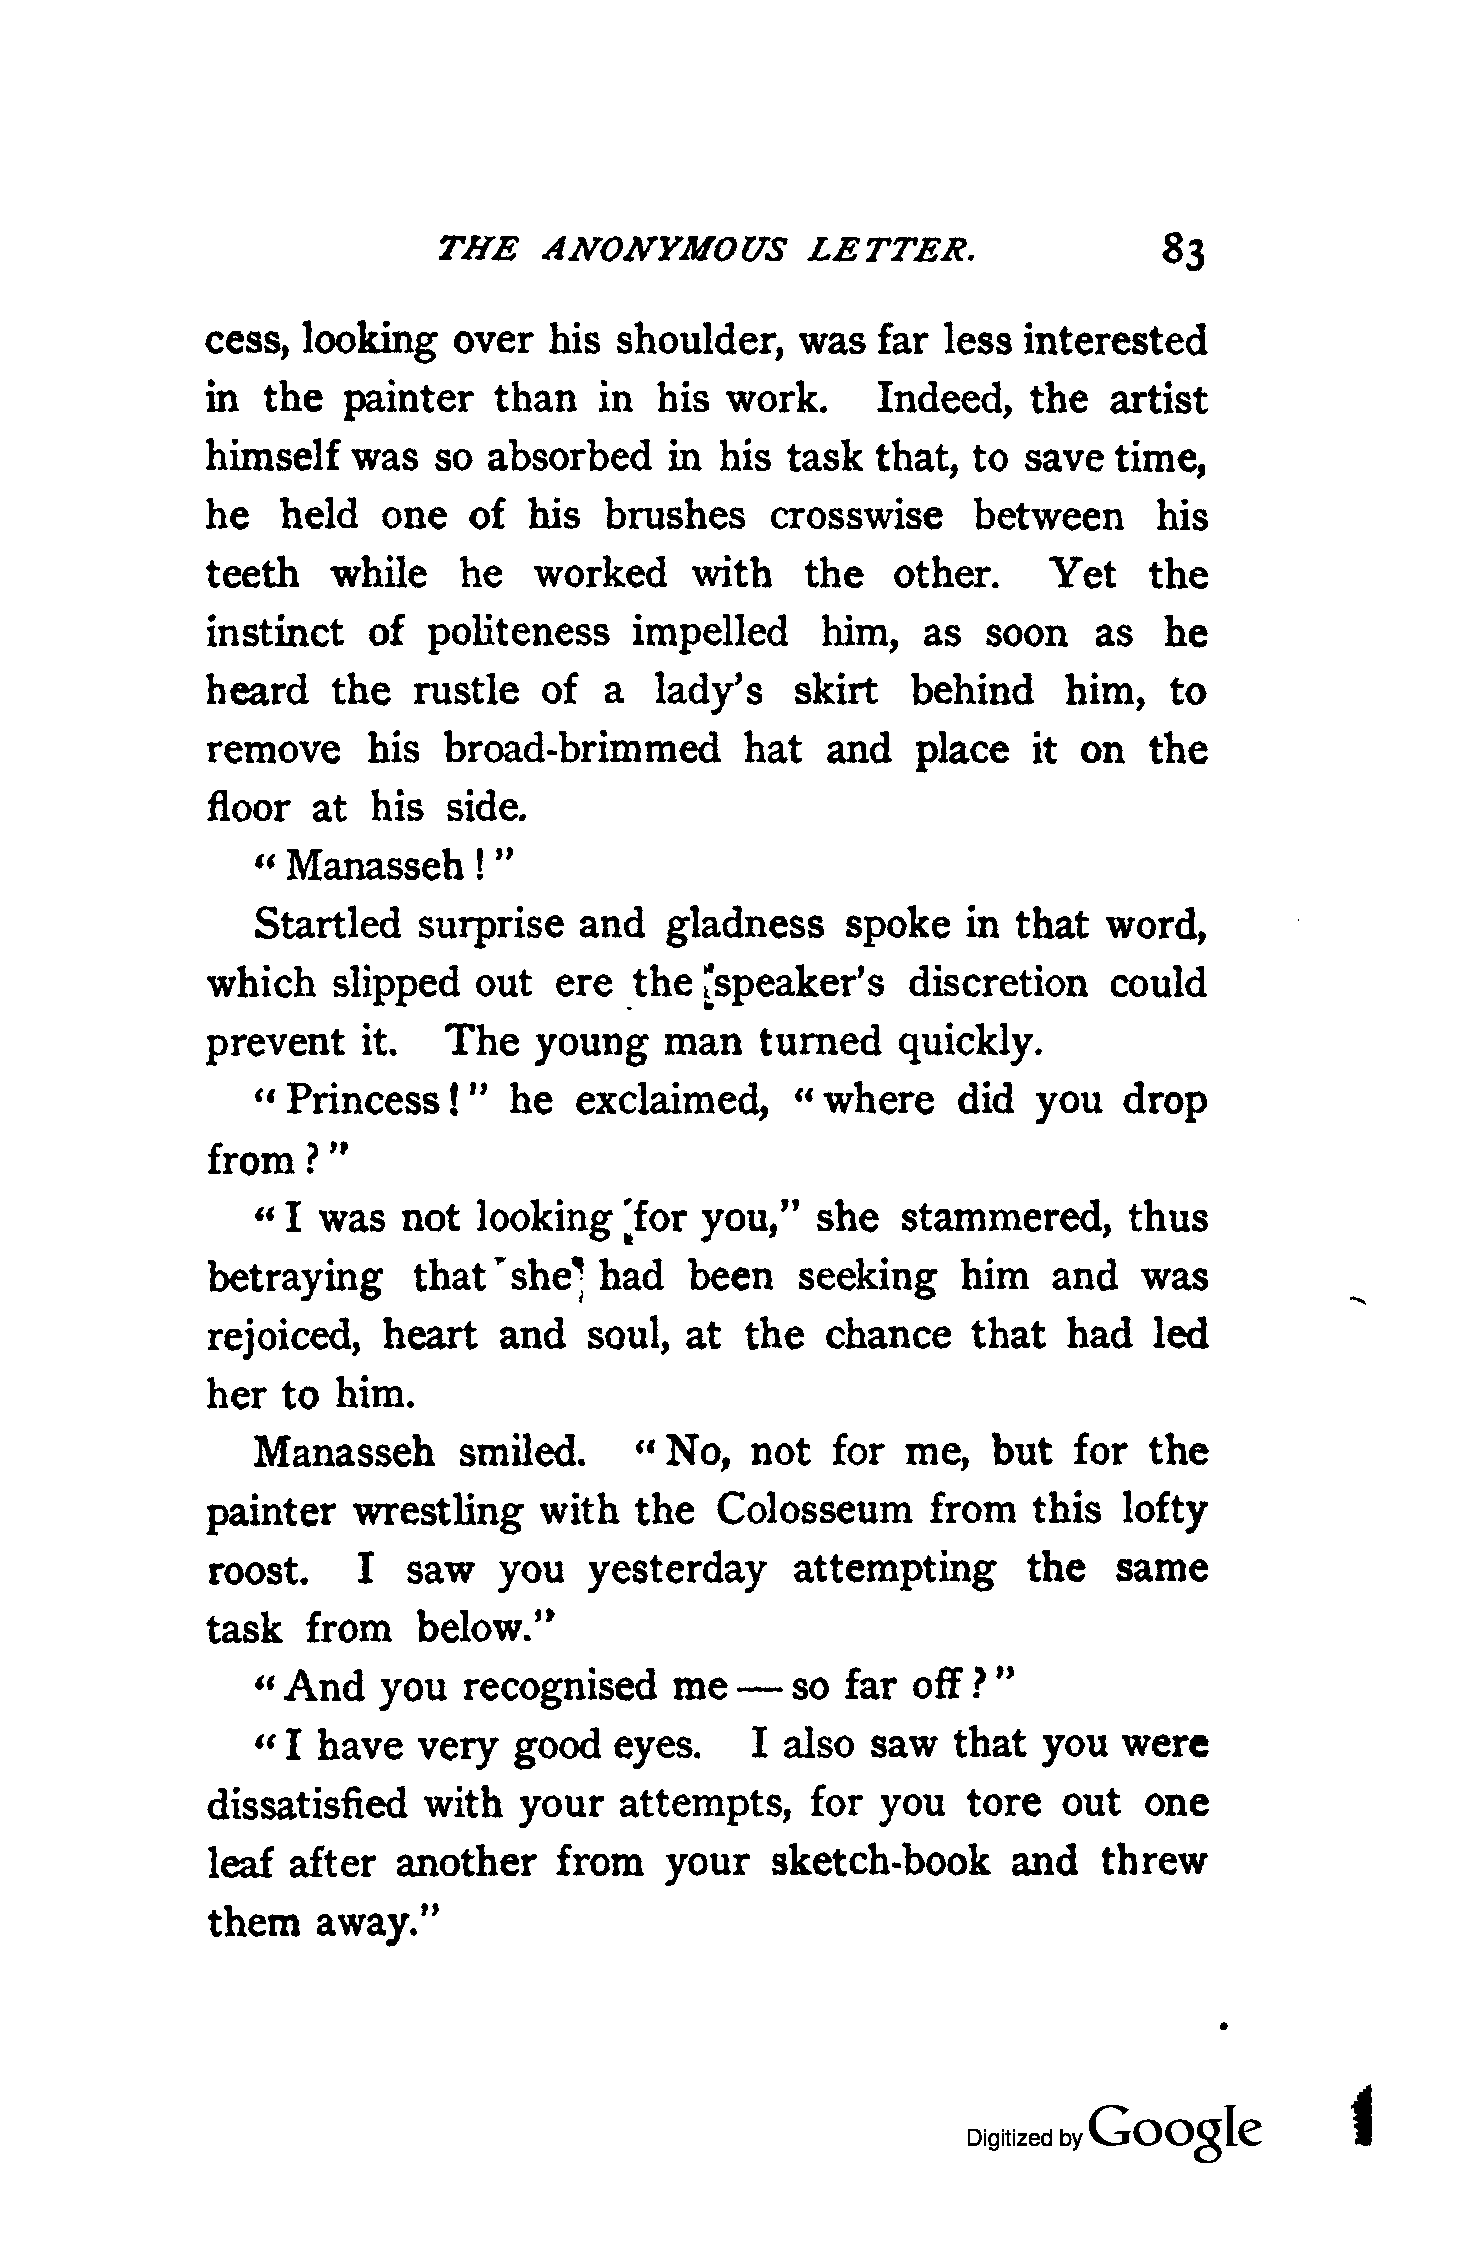 THE ANONYMOUS LETTER. 83
cess, looking over his shoulder, was far less interested
in the painter than in his work. Indeed, the artist
himself was so absorbed in his task that, to save time,
he held one of his brushes crosswise between his
teeth while he worked with the other. Yet the
instinct of politeness impelled him, as soon as he
heard the rustle of a lady's skirt behind him, to
remove his broad-brimmed hat and place it on the
floor at his side.
"Manasseh!"
Startled surprise and gladness spoke in that word,
which slipped out ere the speaker's discretion could
prevent it. The young man turned quickly.
"Princess!" he exclaimed, "where did you drop
from?"
"I was not looking for you," she stammered, thus
betraying that she had been seeking him and was
rejoiced, heart and soul, at the chance that had led
her to him.
Manasseh smiled. "No, not for me, but for the
painter wrestling with the Colosseum from this lofty
roost. I saw you yesterday attempting the same
task from below."
"And you recognised me — so far off?"
"I have very good eyes. I also saw that you were
dissatisfied with your attempts, for you tore out one
leaf after another from your sketch-book and threw
them away."
Digitized by Google